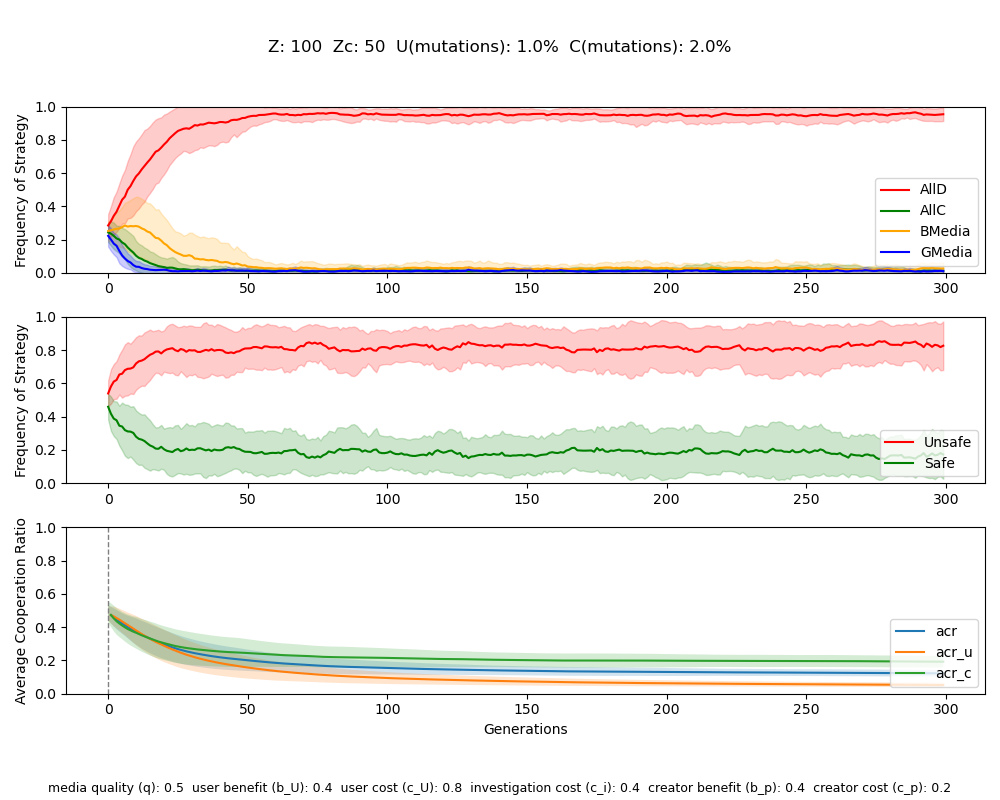 Z: 100  Zc: 50  U(mutations): 1.0%  C(mutations): 2.0%
Frequency of Strategy
1.0
0.8
0.6
0.4
0.2
0.0
AllD
AllC
BMedia
GMedia
0 50 100 150 200 250 300
Frequency of Strategy
1.0
0.8
0.6
0.4
0.2
0.0
Unsafe
Safe
0 50 100 150 200 250 300
Average Cooperation Ratio
1.0
0.8
0.6
0.4
0.2
0.0
acr
acr_u
acr_c
0 50 100 150 200 250 300
Generations
media quality (q): 0.5  user benefit (b_U): 0.4  user cost (c_U): 0.8  investigation cost (c_i): 0.4  creator benefit (b_p): 0.4  creator cost (c_p): 0.2